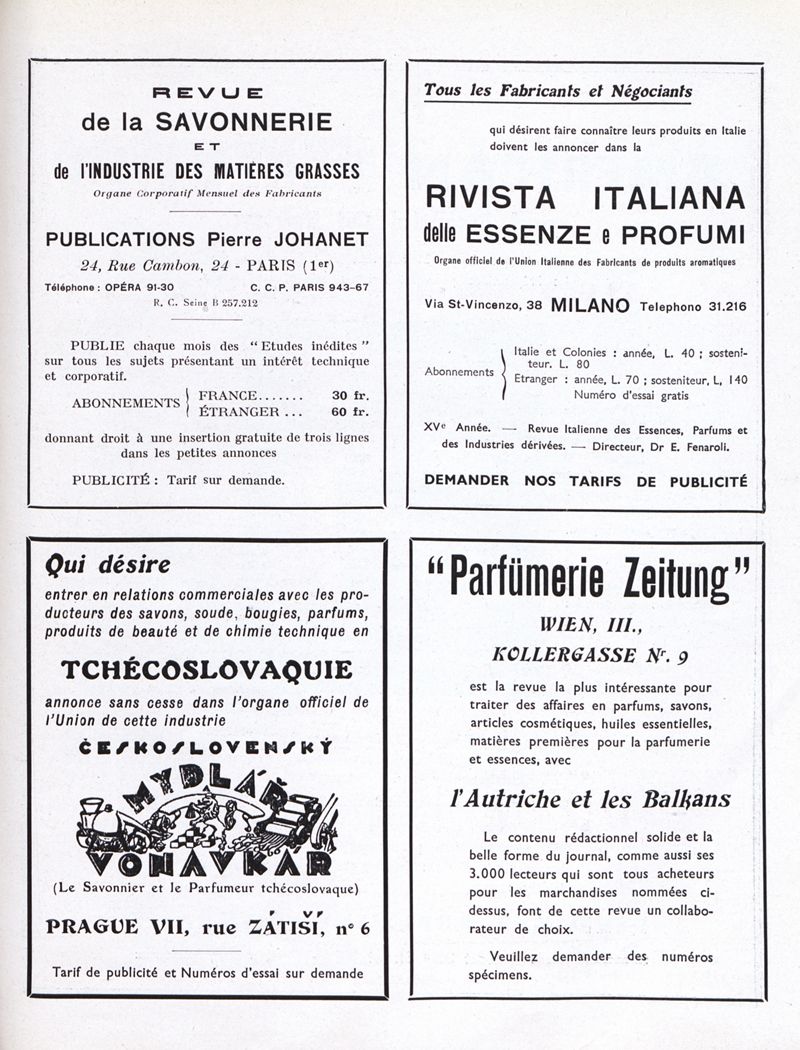 REVUE
de la SAVONNERIE
ET
de l'INDUSTRIE DES MATIÈRES GRASSES
Organe Corporatif Mensuel des Fabricants
PUBLICATIONS Pierre JOHANET
24, Rue Cambon, 24 - PARIS (1er)
Téléphone : OPÉRA 91-30 C. C. P. PARIS 943-67
R. C. Seine B 257.212
PUBLIE chaque mois des “ Etudes inédites ”
sur tous les sujets présentant un intérêt technique
et corporatif.
ABONNEMENTS
FRANCE....... 30 fr.
ÉTRANGER ... 60 fr.
donnant droit à une insertion gratuite de trois lignes
dans les petites annonces
PUBLICITÉ : Tarif sur demande.
Tous les Fabricants et Négociants
qui désirent faire connaître leurs produits en Italie
doivent les annoncer dans la
RIVISTA ITALIANA
delle ESSENZE e PROFUMI
Organe officiel de l'Union Italienne des Fabricants de produits aromatiques
Via St-Vincenzo, 38 MILANO Telephono 31.216
Abonnements
Italie et Colonies : année, L. 40 ; sosteni-
teur. L. 80
Etranger : année, L. 70 ; sosteniteur, L, 140
Numéro d'essai gratis
XVe Année. — Revue Italienne des Essences, Parfums et
des Industries dérivées. — Directeur, Dr E. Fenaroli.
DEMANDER NOS TARIFS DE PUBLICITÉ
Qui désire
entrer en relations commerciales avec les pro-
ducteurs des savons, soude, bougies, parfums,
produits de beauté et de chimie technique en
TCHÉCOSLOVAQUIE
annonce sans cesse dans l'organe officiel de
l'Union de cette industrie
ČESKOSLOVENSKÝ
MYDLÁŘ
VOŇAVKÁŘ
(Le Savonnier et le Parfumeur tchécoslovaque)
PRAGUE VII, rue ZÁTIŠÍ, n° 6
Tarif de publicité et Numéros d'essai sur demande
“Parfümerie Zeitung”
WIEN, III.,
KOLLERGASSE Nr. 9
est la revue la plus intéressante pour
traiter des affaires en parfums, savons,
articles cosmétiques, huiles essentielles,
matières premières pour la parfumerie
et essences, avec
l'Autriche et les Balkans
Le contenu rédactionnel solide et la
belle forme du journal, comme aussi ses
3.000 lecteurs qui sont tous acheteurs
pour les marchandises nommées ci-
dessus, font de cette revue un collabo-
rateur de choix.
Veuillez demander des numéros
spécimens.